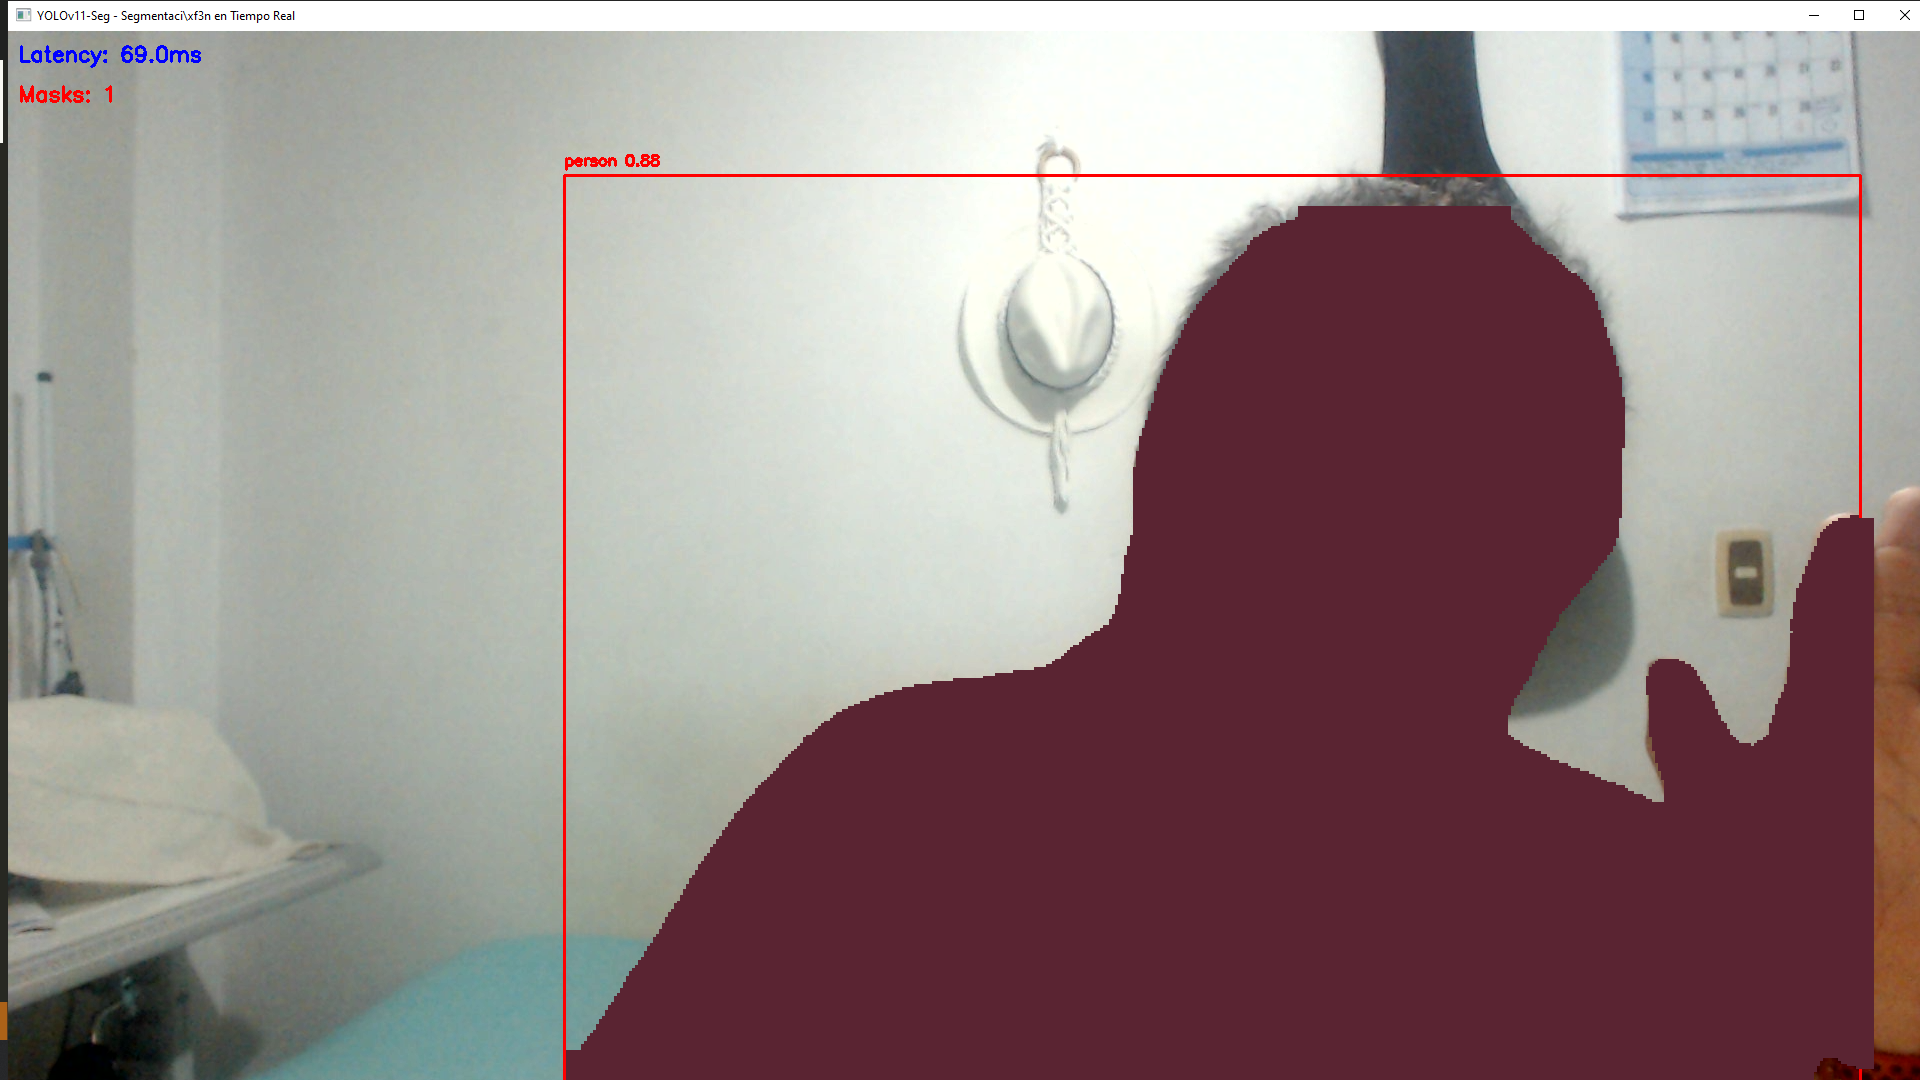 YOLOv11-Seg - Segmentaci\xf3n en Tiempo Real
Latency: 69.0ms
Masks: 1
person 0.88